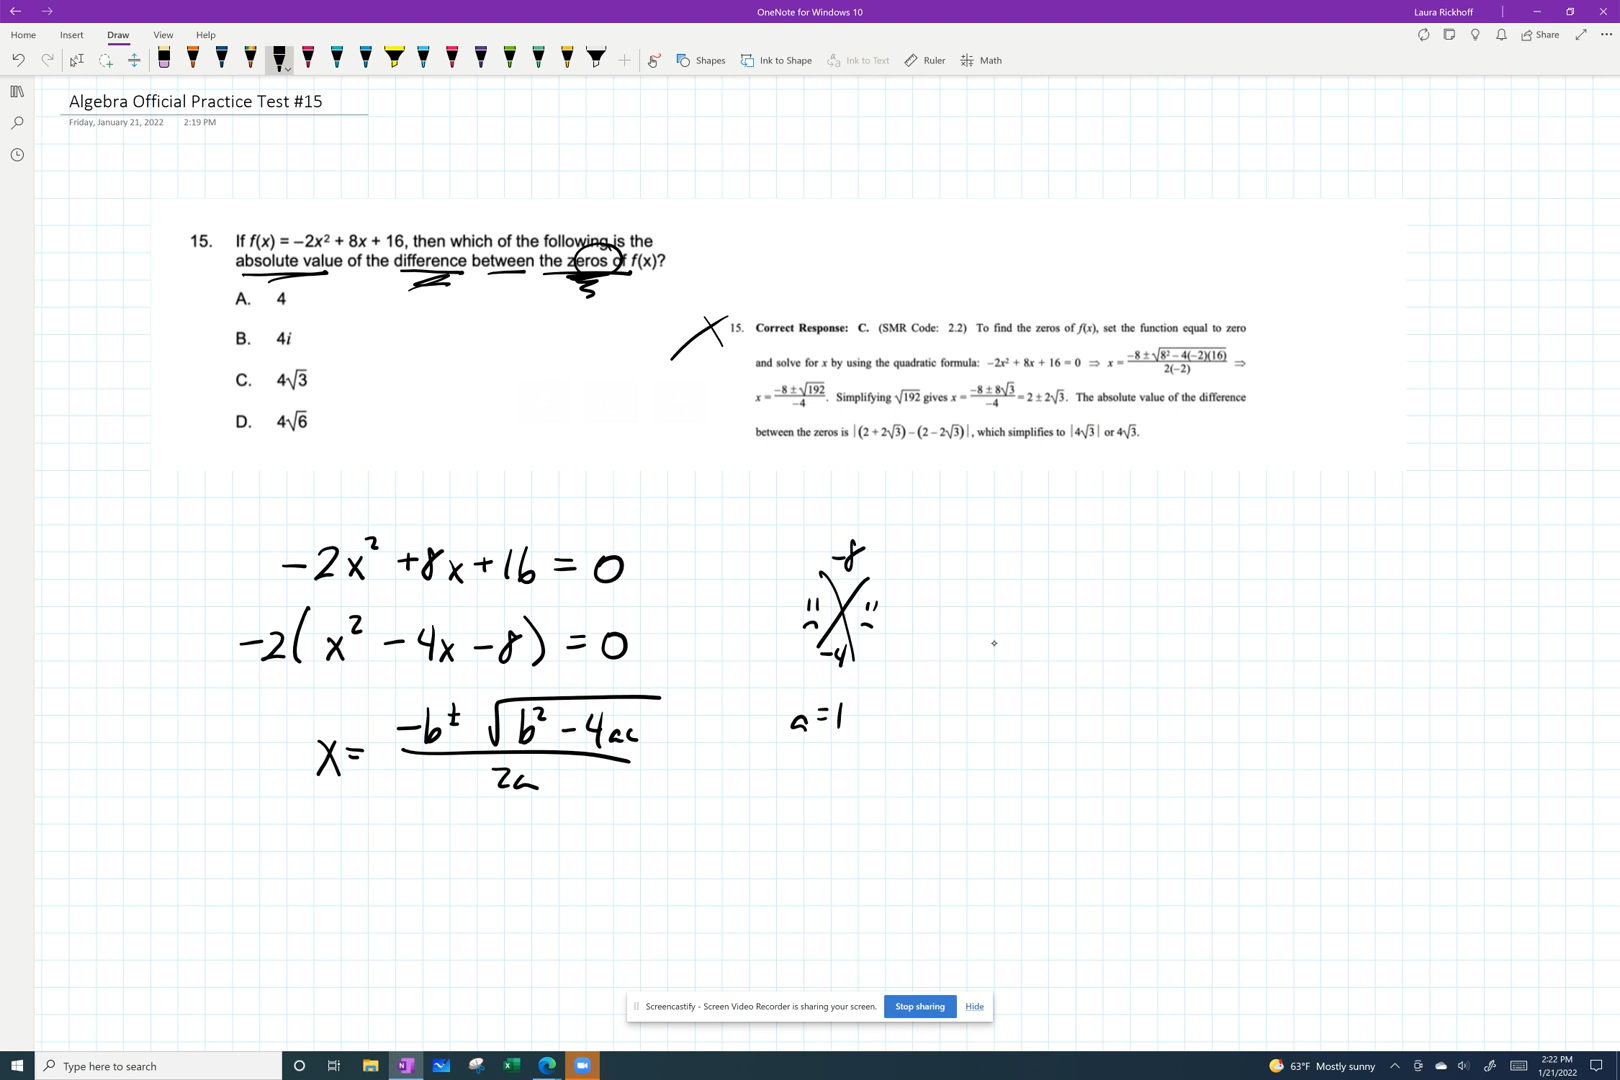 OneNote for Windows 10
Laura Rickhoff
Home Insert Draw View Help
Share
Shapes Ink to Shape Ink to Text Ruler Math
Algebra Official Practice Test #15
Friday, January 21, 2022 2:19 PM
15. If f(x) = −2x² + 8x + 16, then which of the following is the
absolute value of the difference between the zeros of f(x)?
A. 4
B. 4i
C. 4√3
D. 4√6
15. Correct Response: C. (SMR Code: 2.2) To find the zeros of f(x), set the function equal to zero
and solve for x by using the quadratic formula: −2x² + 8x + 16 = 0 ⇒ x = (−8 ± √(8² − 4(−2)(16)))/(2(−2)) ⇒
x = (−8 ± √192)/(−4). Simplifying √192 gives x = (−8 ± 8√3)/(−4) = 2 ± 2√3. The absolute value of the difference
between the zeros is |(2 + 2√3) − (2 − 2√3)|, which simplifies to |4√3| or 4√3.
−2x² + 8x + 16 = 0
−2(x² − 4x − 8) = 0
x = (−b ± √(b² − 4ac))/(2a)
−8
−4
a = 1
Screencastify - Screen Video Recorder is sharing your screen. Stop sharing Hide
Type here to search
63°F Mostly sunny
2:22 PM
1/21/2022